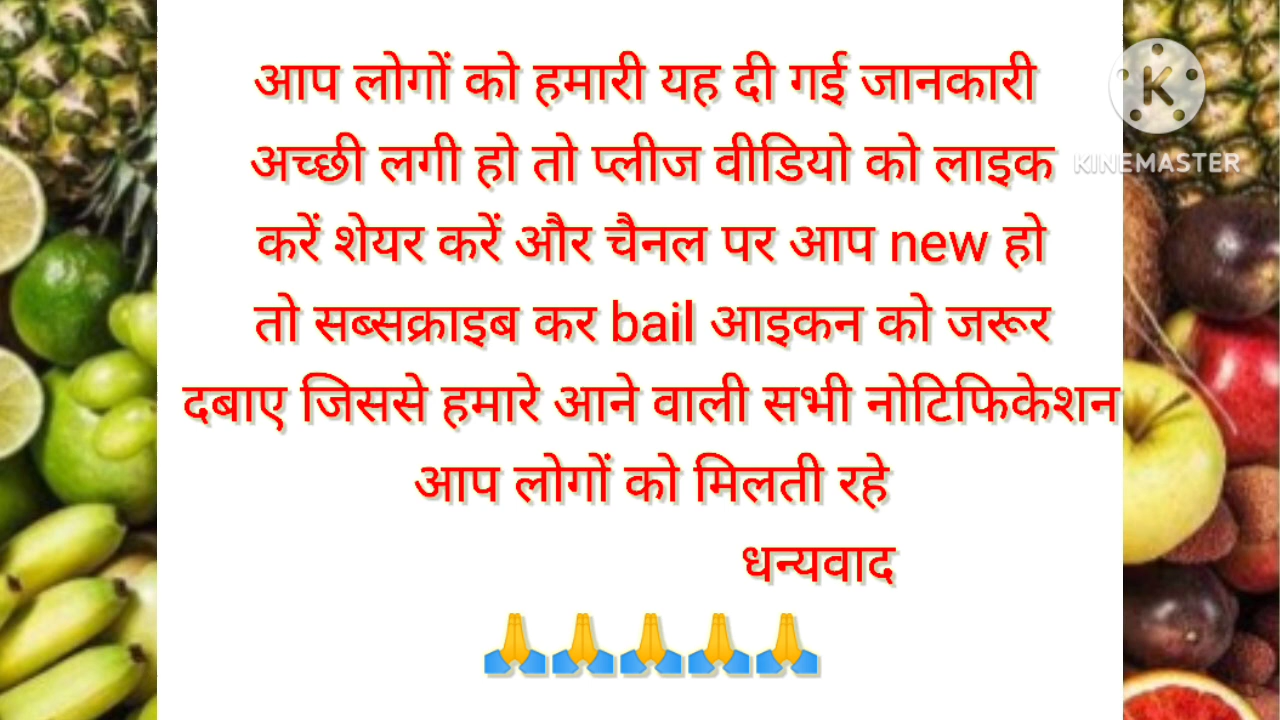 आप लोगों को हमारी यह दी गई जानकारी
अच्छी लगी हो तो प्लीज वीडियो को लाइक
करें शेयर करें और चैनल पर आप new हो
तो सब्सक्राइब कर bail आइकन को जरूर
दबाए जिससे हमारे आने वाली सभी नोटिफिकेशन
आप लोगों को मिलती रहे
धन्यवाद
🙏🙏🙏🙏🙏
K
KINEMASTER